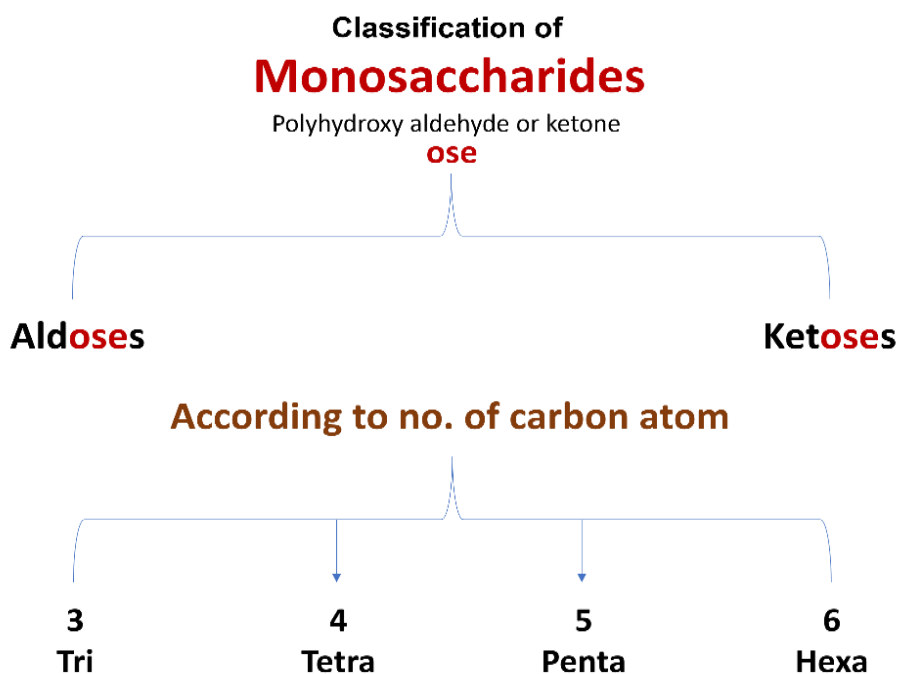 Classification of
Monosaccharides
Polyhydroxy aldehyde or ketone
ose
Aldoses
Ketoses
According to no. of carbon atom
3
Tri
4
Tetra
5
Penta
6
Hexa